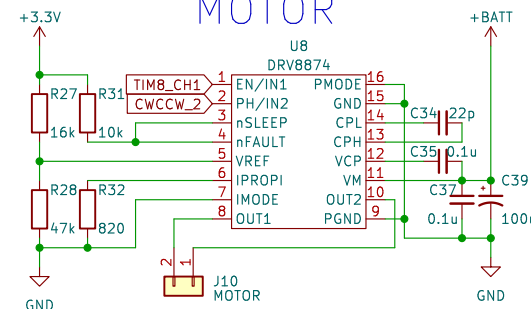 MOTOR
+3.3V
+BATT
U8
DRV8874
TIM8_CH1
CWCCW_2
1 EN/IN1 PMODE 16
2 PH/IN2 GND 15
3 nSLEEP CPL 14
4 nFAULT CPH 13
5 VREF VCP 12
6 IPROPI VM 11
7 IMODE OUT2 10
8 OUT1 PGND 9
R27
16k
R31
10k
R28
47k
R32
820
C34 22p
C35 0.1u
C37
0.1u
+
C39
2
1
J10
MOTOR
GND
GND